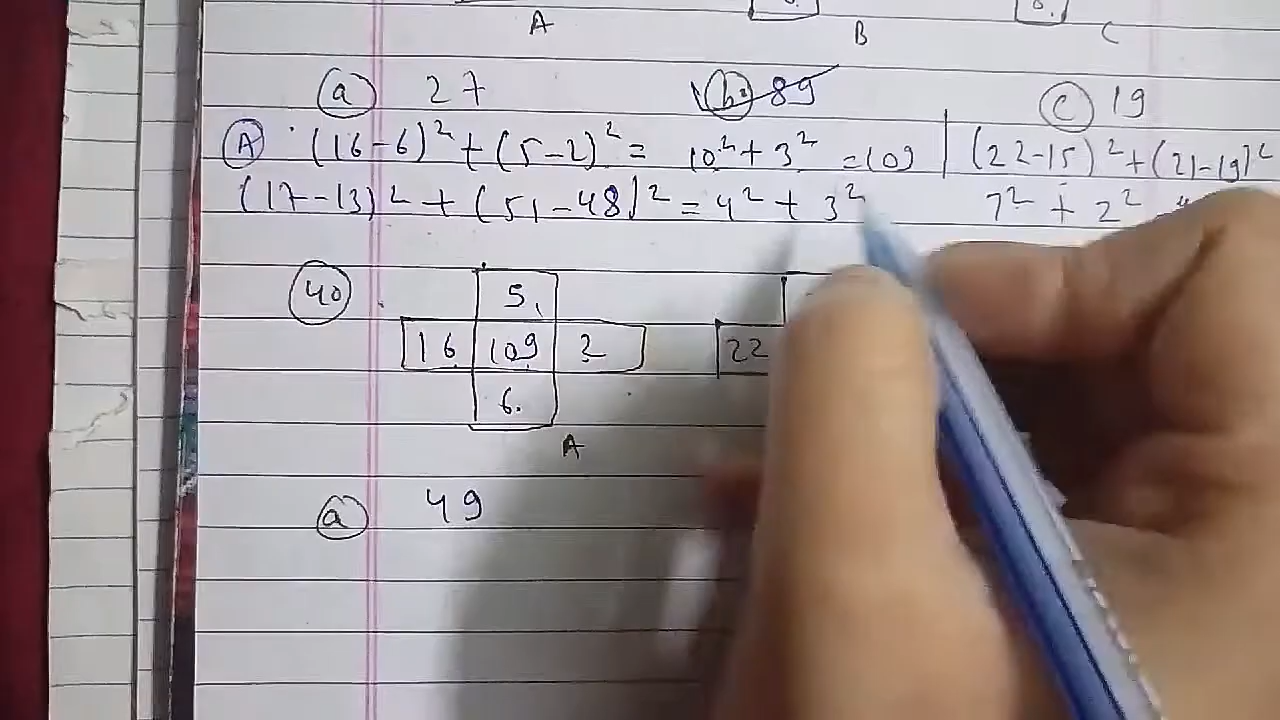 A B C
(a) 27 (b) 89 (c) 19
(A) (16-6)² + (5-2)² = 10² + 3² = 109 | (22-15)² + (21-19)²
(17-13)² + (51-48)² = 4² + 3² 7² + 2²
(40)
5
16 109 2 22
6
A
(a) 49